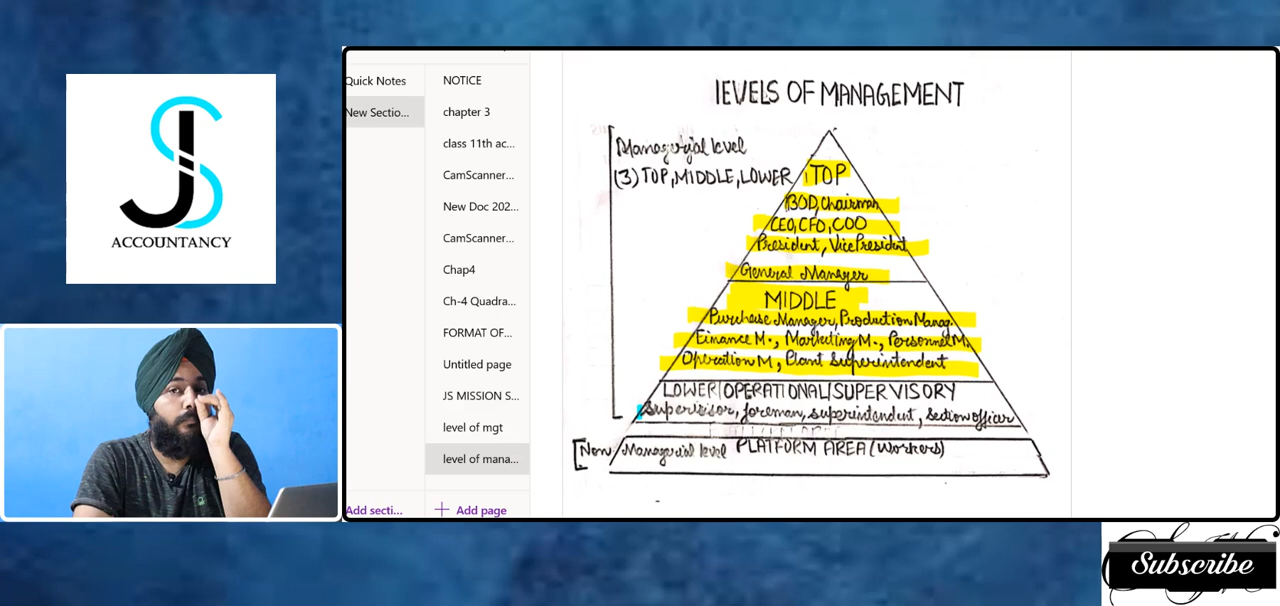 JS
ACCOUNTANCY
Quick Notes
New Sectio...
Add secti...
NOTICE
chapter 3
class 11th ac...
CamScanner...
New Doc 202...
CamScanner...
Chap4
Ch-4 Quadra...
FORMAT OF...
Untitled page
JS MISSION S...
level of mgt
level of mana...
Add page
lEVELS OF MANAGEMENT
Managerial level
(3) TOP, MIDDLE, LOWER
TOP
BOD, Chairman
CEO, CFO, COO
President, Vice President
General Manager
MIDDLE
Purchase Manager, Production Manag.
Finance M., Marketing M., Personnel M.
Operation M, Plant Superintendent
LOWER/OPERATIONAL/SUPERVISORY
Supervisor, foreman, superintendent, Section officer
Non Managerial level PLATFORM AREA (Workers)
Subscribe